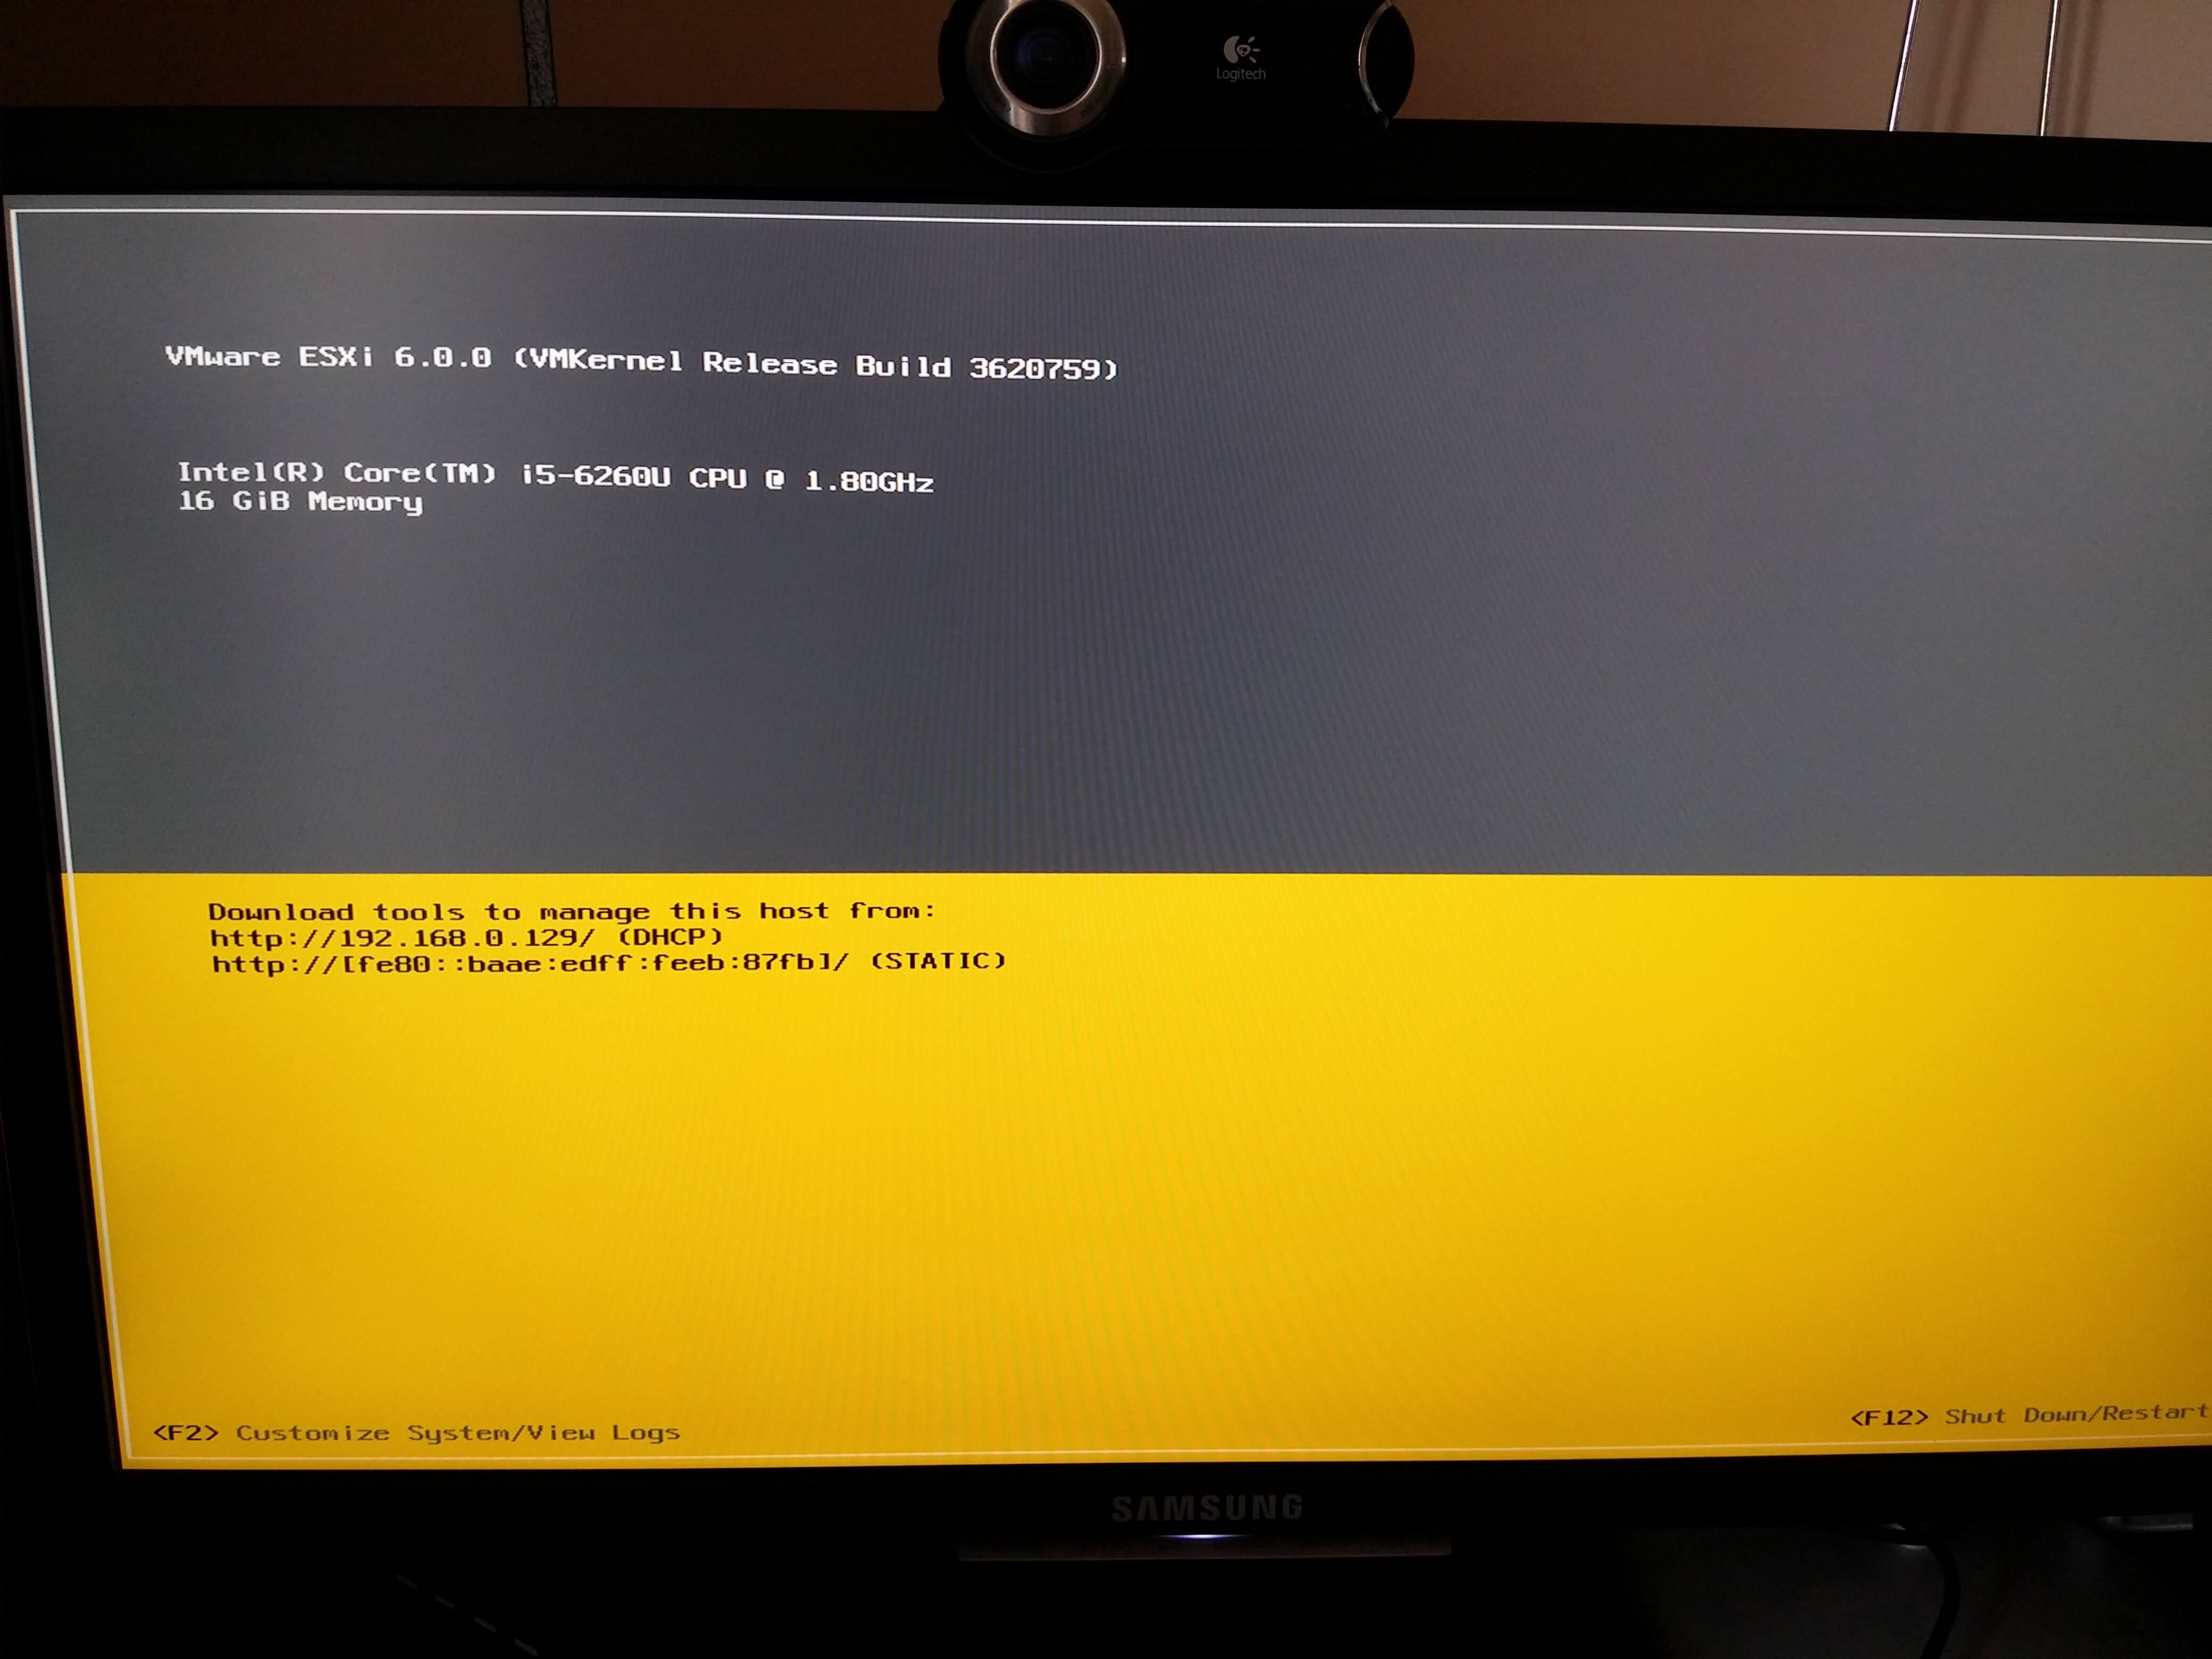 Logitech
VMware ESXi 6.0.0 (VMKernel Release Build 3620759)
Intel(R) Core(TM) i5-6260U CPU @ 1.80GHz
16 GiB Memory
Download tools to manage this host from:
http://192.168.0.129/ (DHCP)
http://[fe80::baae:edff:feeb:87fb]/ (STATIC)
<F2> Customize System/View Logs
<F12> Shut Down/Restart
SAMSUNG